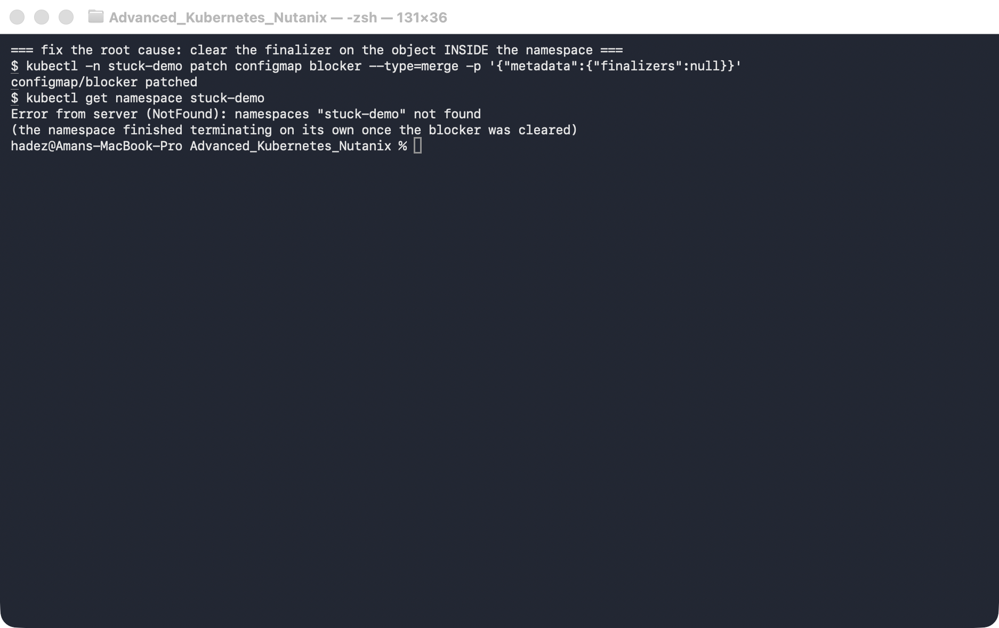 Advanced_Kubernetes_Nutanix — -zsh — 131×36
=== fix the root cause: clear the finalizer on the object INSIDE the namespace ===
$ kubectl -n stuck-demo patch configmap blocker --type=merge -p '{"metadata":{"finalizers":null}}'
configmap/blocker patched
$ kubectl get namespace stuck-demo
Error from server (NotFound): namespaces "stuck-demo" not found
(the namespace finished terminating on its own once the blocker was cleared)
hadez@Amans-MacBook-Pro Advanced_Kubernetes_Nutanix %